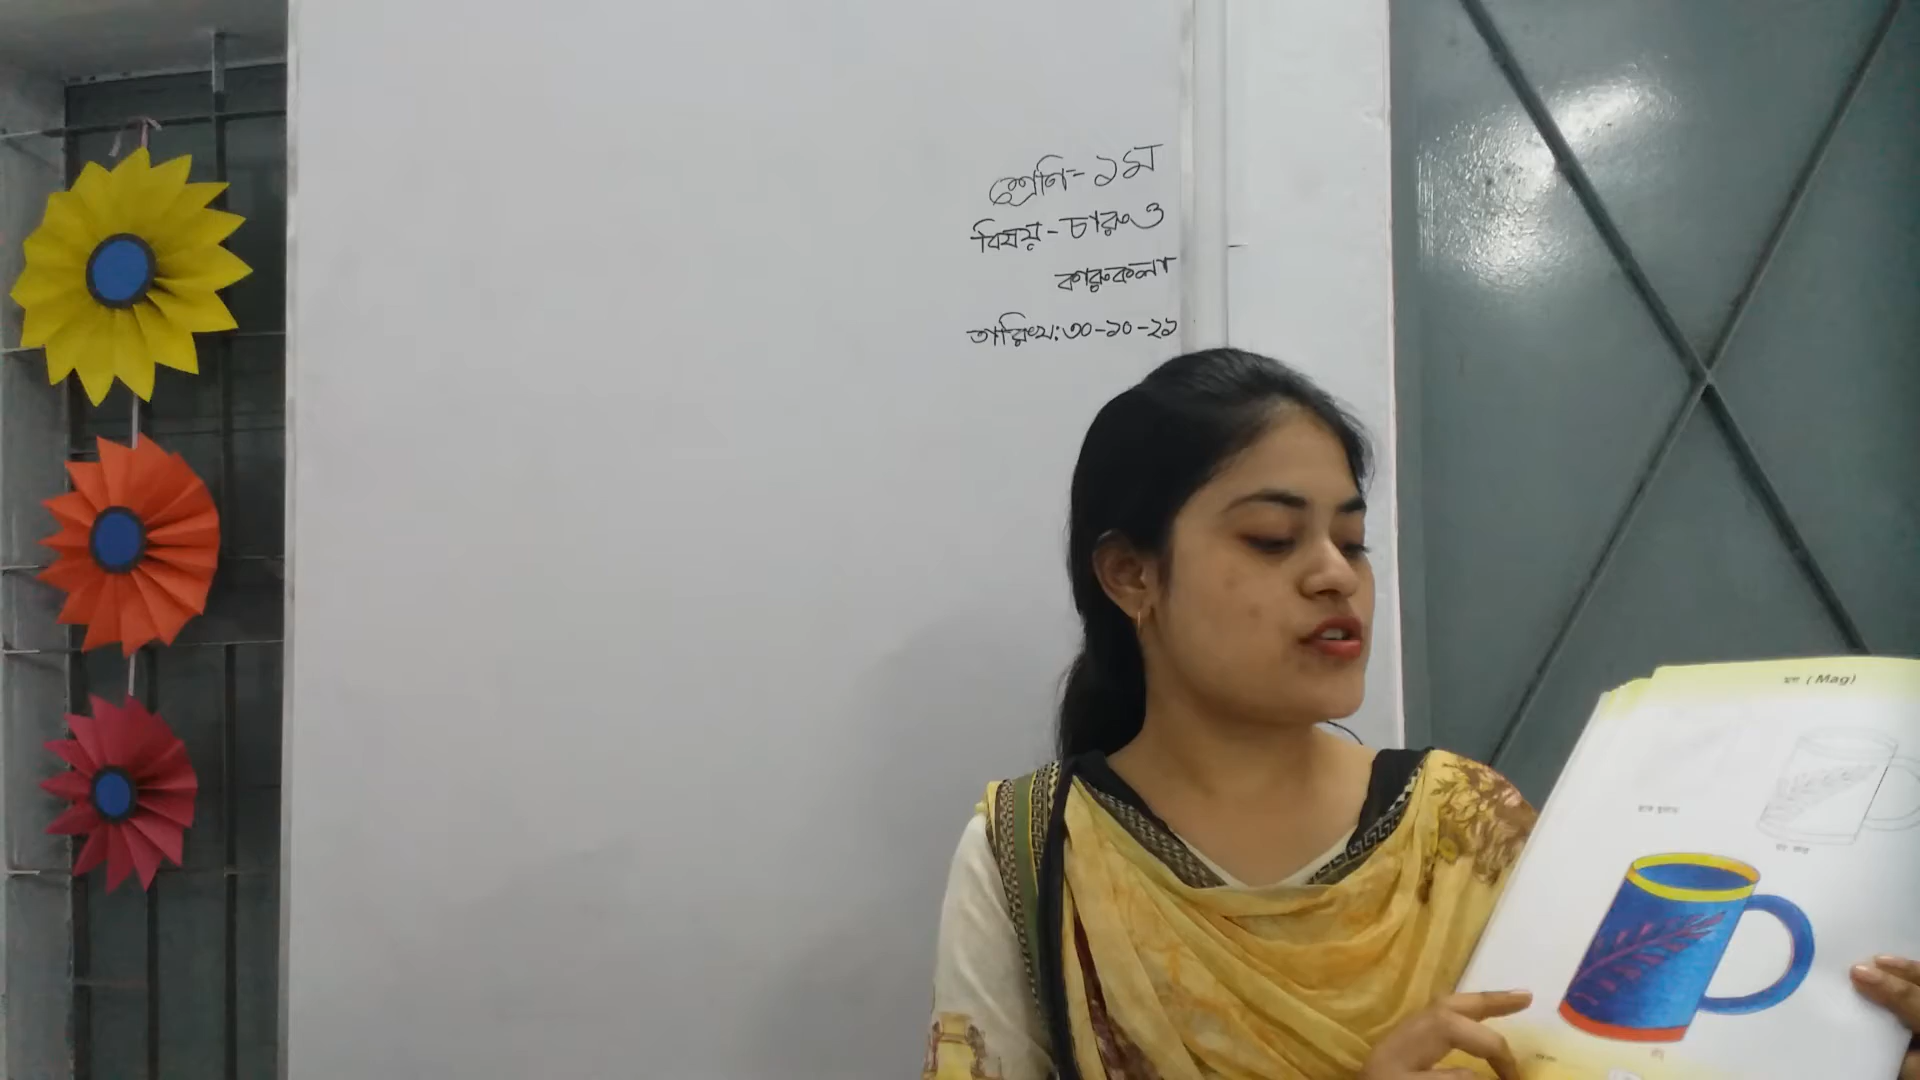 শ্রেণি-১ম
বিষয়-চারু ও
কারুকলা
তারিখ:৩০-১০-২১
মগ (Mag)